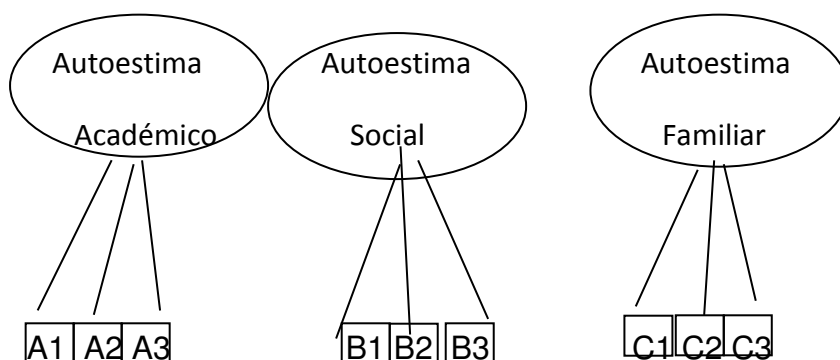 Autoestima Autoestima Autoestima
Académico Social Familiar
A1 A2 A3 B1 B2 B3 C1 C2 C3